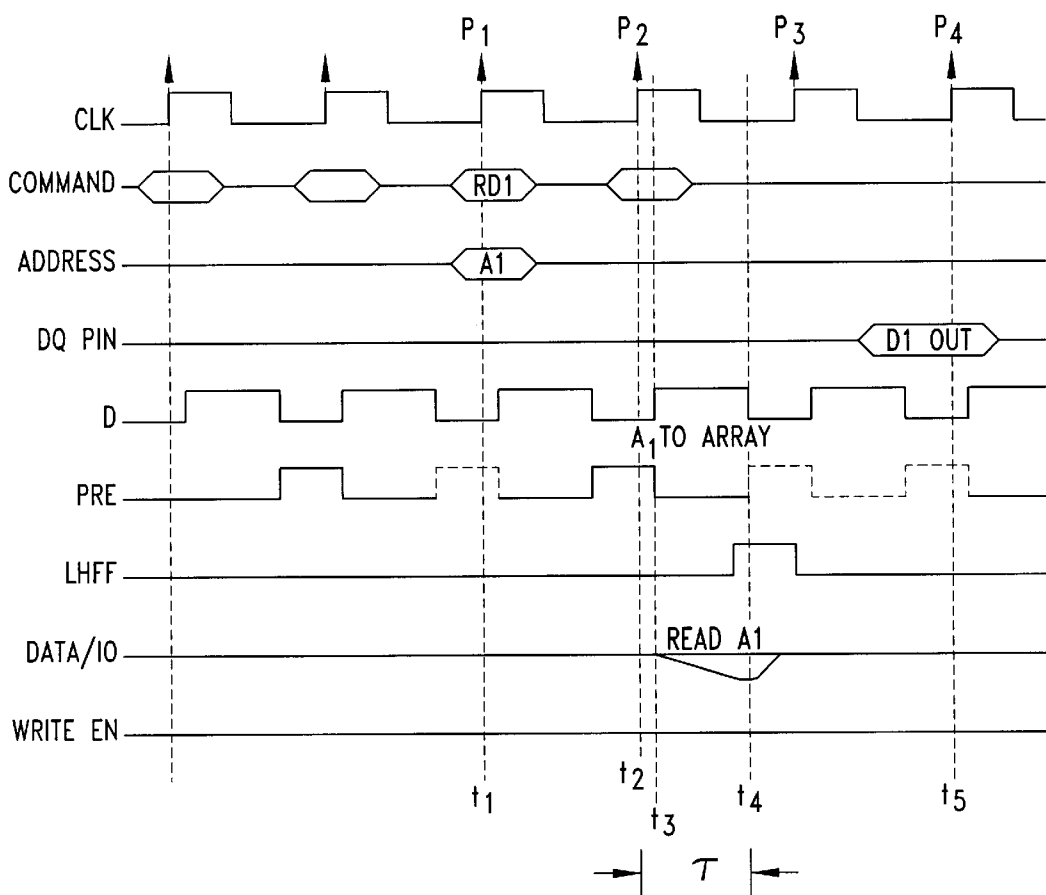 P1 P2 P3 P4
CLK
COMMAND RD1
ADDRESS A1
DQ PIN D1 OUT
D
A1 TO ARRAY
PRE
LHFF
DATA/IO READ A1
WRITE EN
t1 t2 t3 t4 t5
τ